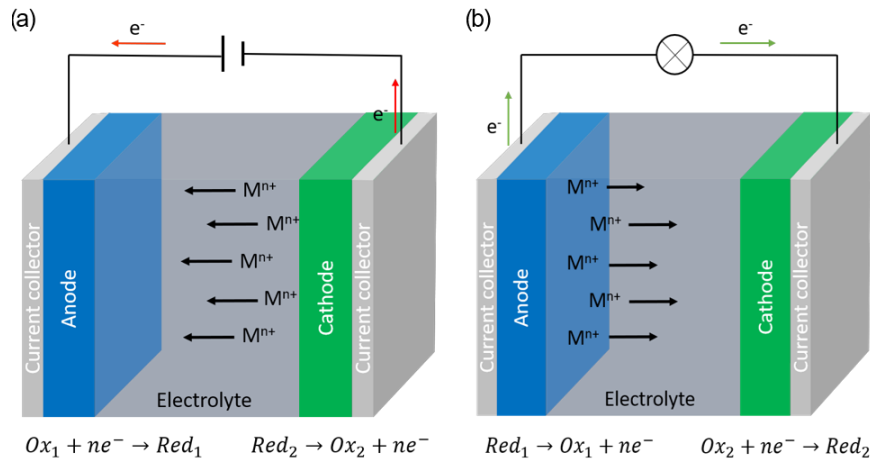 (a)
e⁻
e⁻
Current collector
Anode
Mⁿ⁺
Mⁿ⁺
Mⁿ⁺
Mⁿ⁺
Mⁿ⁺
Electrolyte
Cathode
Current collector
Ox₁ + ne⁻ → Red₁
Red₂ → Ox₂ + ne⁻
(b)
e⁻
e⁻
Current collector
Anode
Mⁿ⁺
Mⁿ⁺
Mⁿ⁺
Mⁿ⁺
Mⁿ⁺
Electrolyte
Cathode
Current collector
Red₁ → Ox₁ + ne⁻
Ox₂ + ne⁻ → Red₂